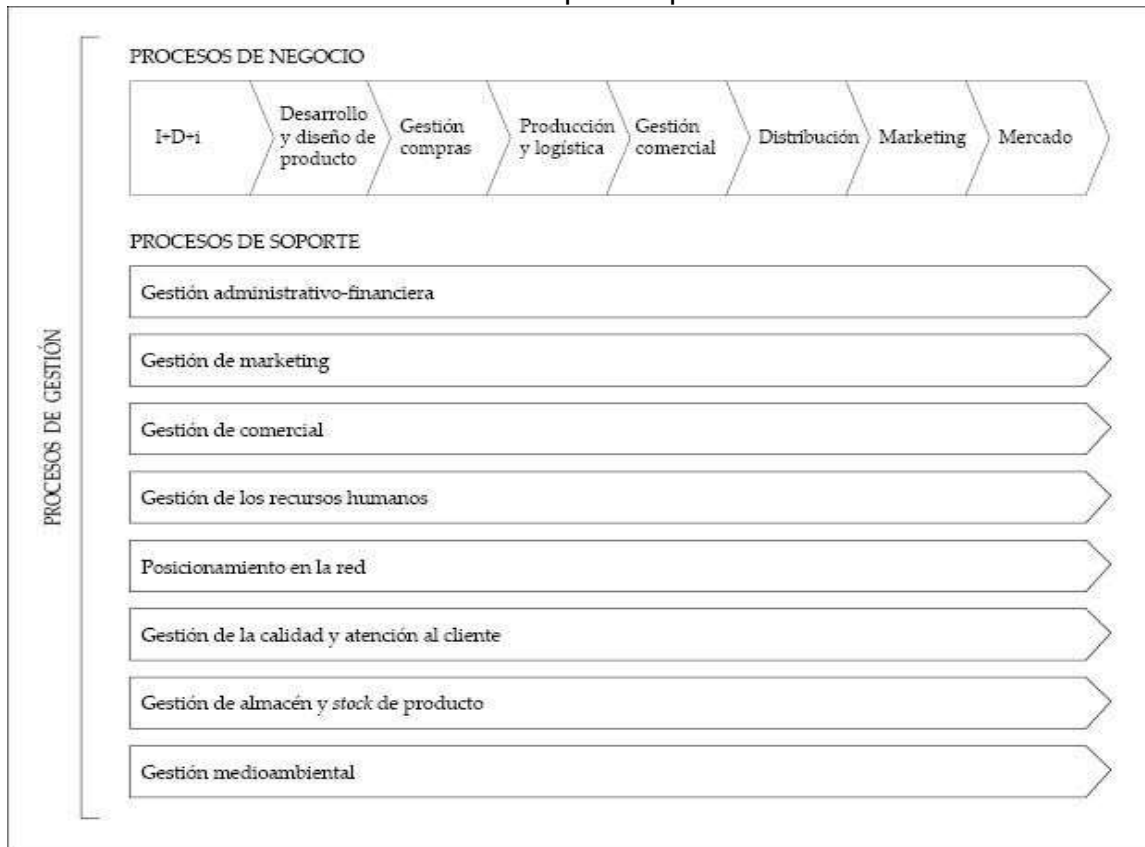 PROCESOS DE GESTIÓN
PROCESOS DE NEGOCIO
I+D+i
Desarrollo
y diseño de
producto
Gestión
compras
Producción
y logística
Gestión
comercial
Distribución
Marketing
Mercado
PROCESOS DE SOPORTE
Gestión administrativo-financiera
Gestión de marketing
Gestión de comercial
Gestión de los recursos humanos
Posicionamiento en la red
Gestión de la calidad y atención al cliente
Gestión de almacén y stock de producto
Gestión medioambiental